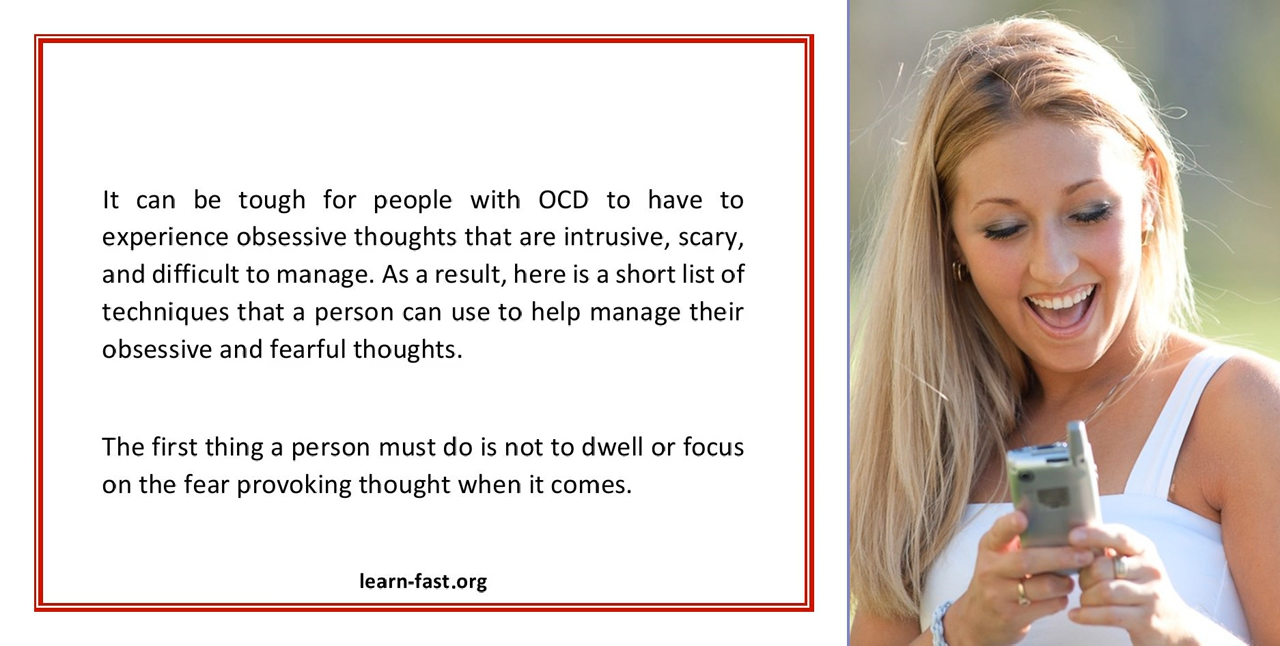 It can be tough for people with OCD to have to
experience obsessive thoughts that are intrusive, scary,
and difficult to manage. As a result, here is a short list of
techniques that a person can use to help manage their
obsessive and fearful thoughts.
The first thing a person must do is not to dwell or focus
on the fear provoking thought when it comes.
learn-fast.org